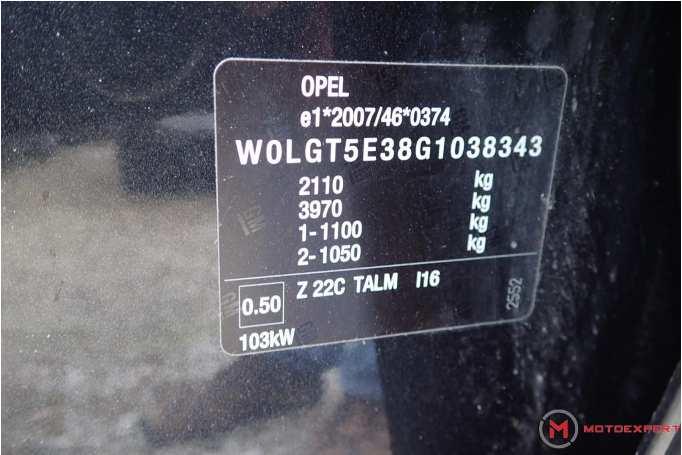 OPEL
e1*2007/46*0374
W0LGT5E38G1038343
2110 kg
3970 kg
1-1100 kg
2-1050 kg
0.50 Z 22C TALM I16
103kW
2552
M MOTOEXPERT